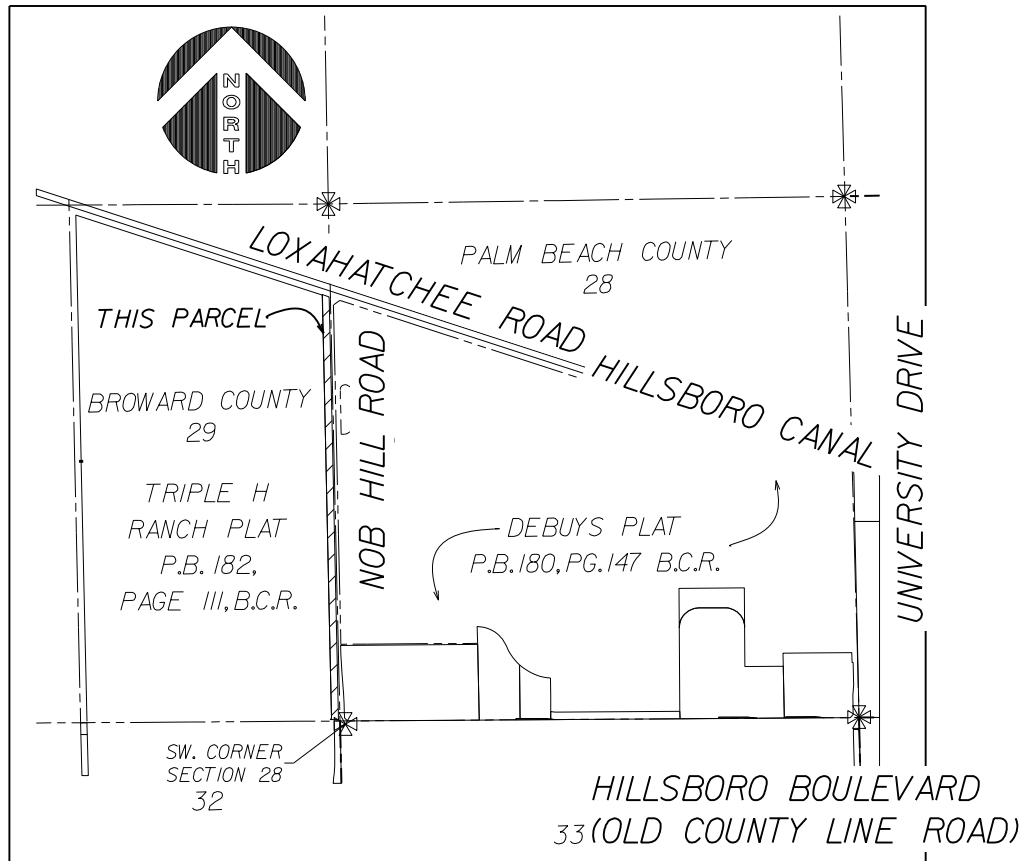 NORTH
LOXAHATCHEE ROAD
PALM BEACH COUNTY
28
THIS PARCEL
HILLSBORO CANAL
UNIVERSITY DRIVE
NOB HILL ROAD
BROWARD COUNTY
29
TRIPLE H
RANCH PLAT
P.B. 182,
PAGE 111, B.C.R.
DEBUYS PLAT
P.B. 180, PG. 147 B.C.R.
SW. CORNER
SECTION 28
32
HILLSBORO BOULEVARD
33 (OLD COUNTY LINE ROAD)